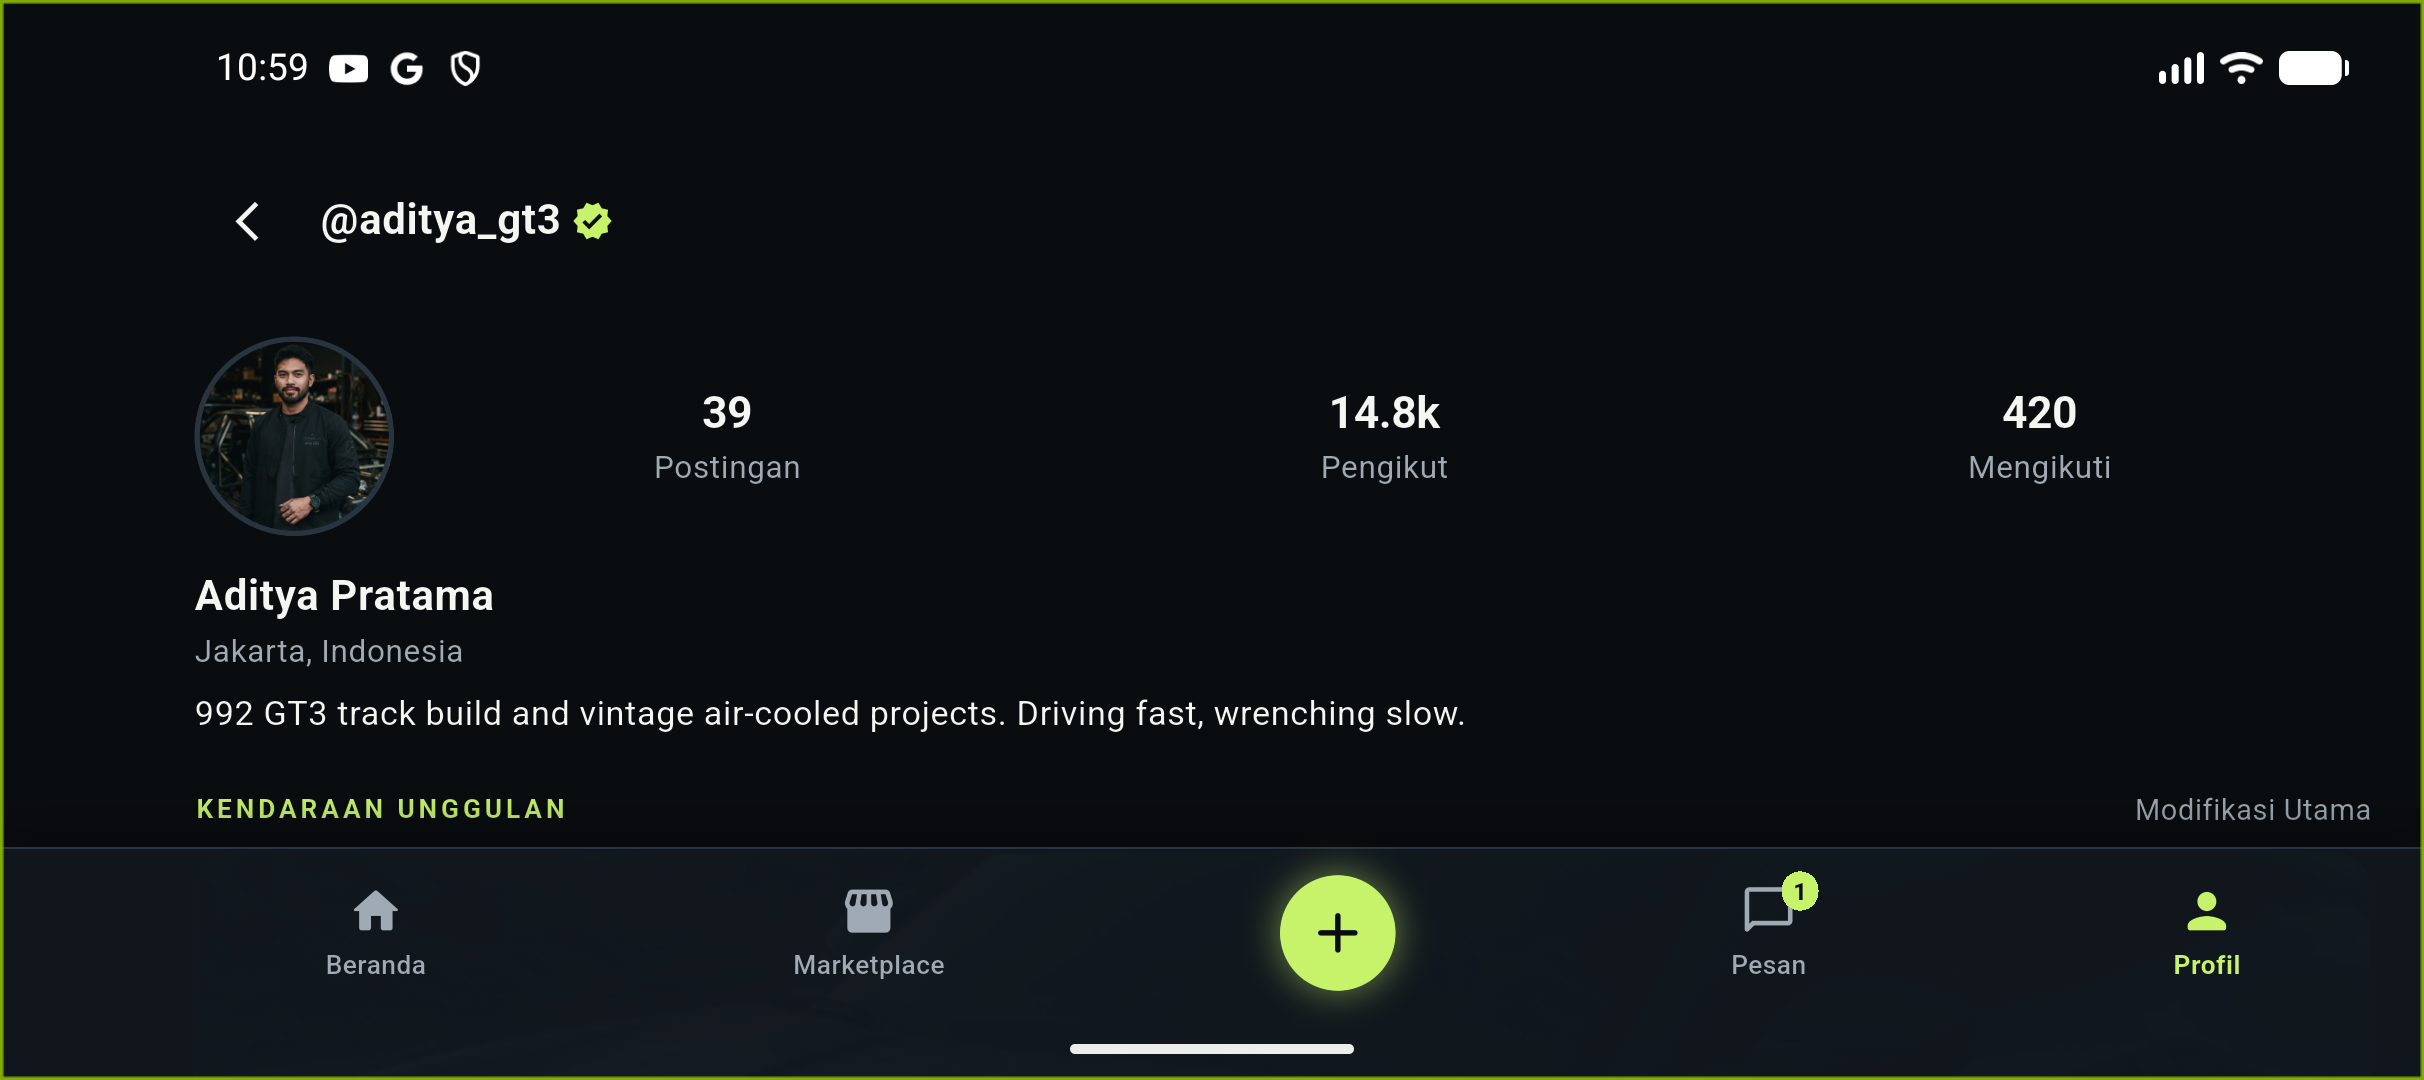 10:59
@aditya_gt3
39
Postingan
14.8k
Pengikut
420
Mengikuti
Aditya Pratama
Jakarta, Indonesia
992 GT3 track build and vintage air-cooled projects. Driving fast, wrenching slow.
KENDARAAN UNGGULAN
Modifikasi Utama
Beranda
Marketplace
1
Pesan
Profil